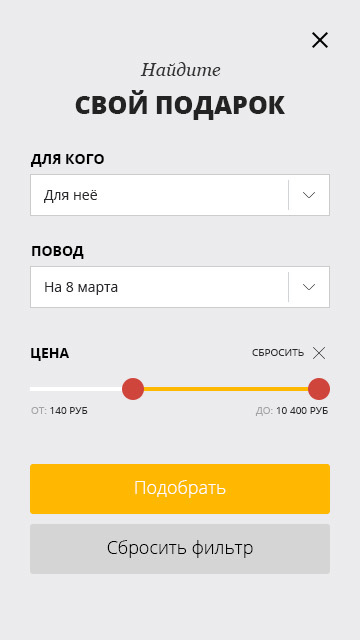 Найдите
СВОЙ ПОДАРОК
ДЛЯ КОГО
Для неё
ПОВОД
На 8 марта
ЦЕНА СБРОСИТЬ
ОТ: 140 РУБ ДО: 10 400 РУБ
Подобрать
Сбросить фильтр